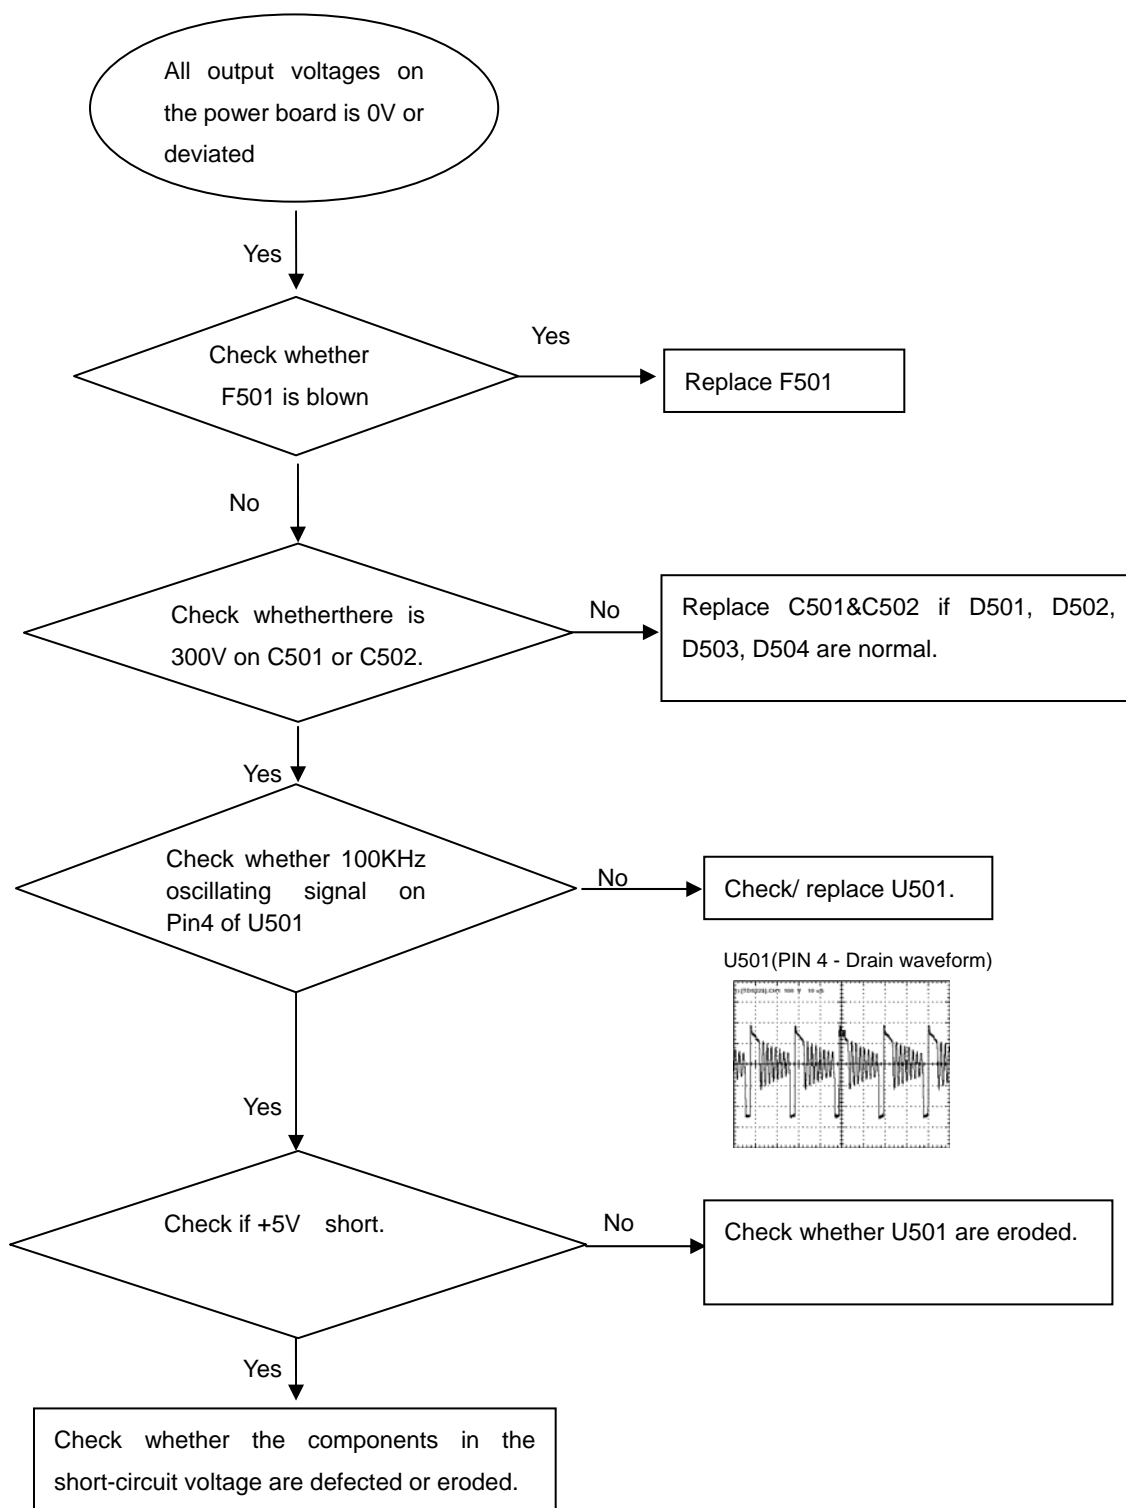 All output voltages on
the power board is 0V or
deviated
Yes
Check whether
F501 is blown
Yes
Replace F501
No
Check whetherthere is
300V on C501 or C502.
No
Replace C501&C502 if D501, D502,
D503, D504 are normal.
Yes
Check whether 100KHz
oscillating signal on
Pin4 of U501
No
Check/ replace U501.
U501(PIN 4 - Drain waveform)
Yes
Check if +5V short.
No
Check whether U501 are eroded.
Yes
Check whether the components in the
short-circuit voltage are defected or eroded.